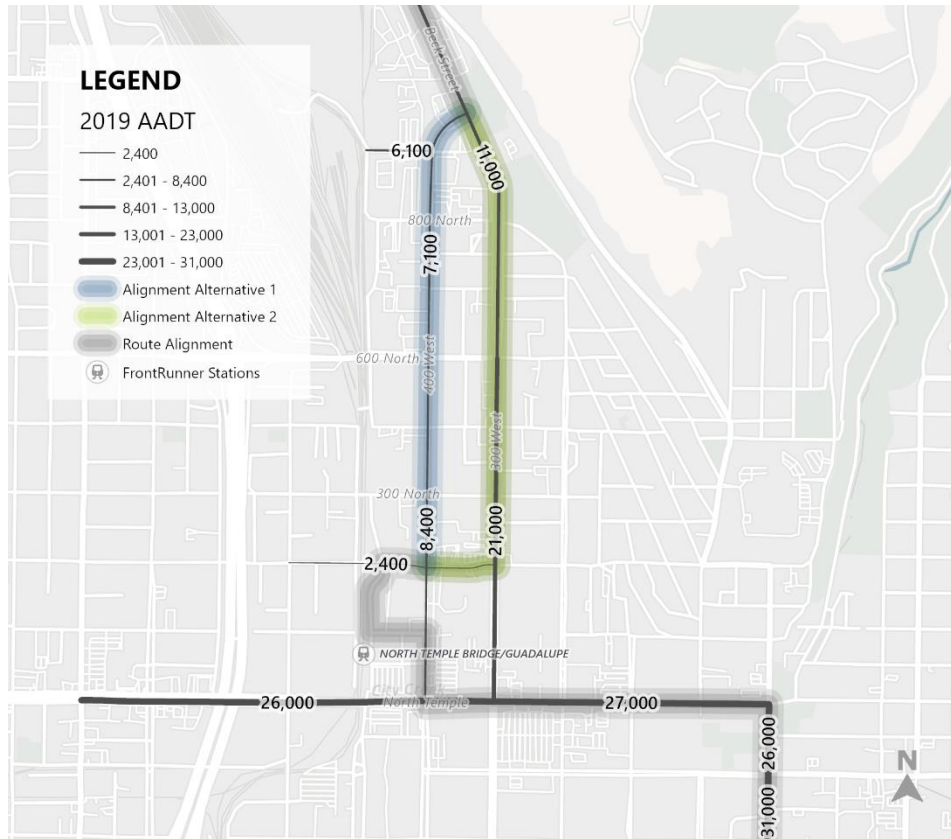 LEGEND
2019 AADT
2,400
2,401 - 8,400
8,401 - 13,000
13,001 - 23,000
23,001 - 31,000
Alignment Alternative 1
Alignment Alternative 2
Route Alignment
FrontRunner Stations
Beck Street
6,100
11,000
800 North
7,100
600 North
400 West
300 West
300 North
8,400
21,000
2,400
NORTH TEMPLE BRIDGE/GUADALUPE
North Temple
26,000
27,000
26,000
31,000
N